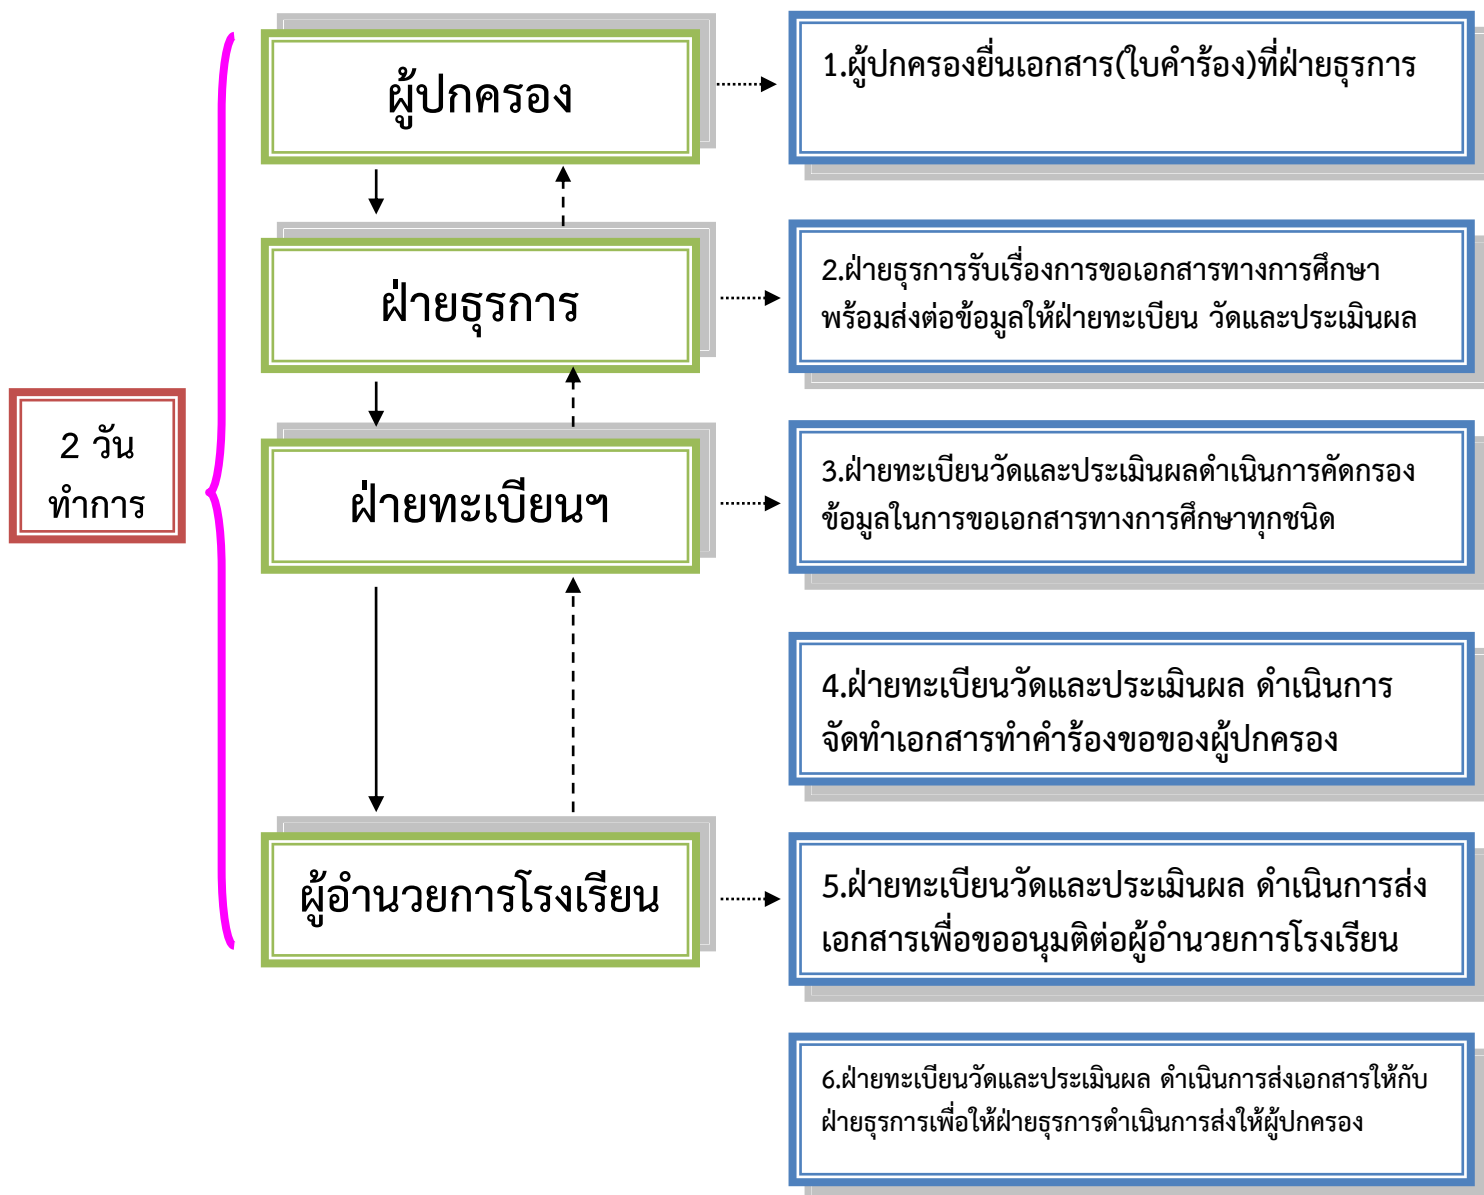 ผู้ปกครอง
1.ผู้ปกครองยื่นเอกสาร(ใบคำร้อง)ที่ฝ่ายธุรการ
ฝ่ายธุรการ
2.ฝ่ายธุรการรับเรื่องการขอเอกสารทางการศึกษา
พร้อมส่งต่อข้อมูลให้ฝ่ายทะเบียน วัดและประเมินผล
2 วัน
ทำการ
ฝ่ายทะเบียนฯ
3.ฝ่ายทะเบียนวัดและประเมินผลดำเนินการคัดกรอง
ข้อมูลในการขอเอกสารทางการศึกษาทุกชนิด
4.ฝ่ายทะเบียนวัดและประเมินผล ดำเนินการ
จัดทำเอกสารทำคำร้องขอของผู้ปกครอง
ผู้อำนวยการโรงเรียน
5.ฝ่ายทะเบียนวัดและประเมินผล ดำเนินการส่ง
เอกสารเพื่อขออนุมติต่อผู้อำนวยการโรงเรียน
6.ฝ่ายทะเบียนวัดและประเมินผล ดำเนินการส่งเอกสารให้กับ
ฝ่ายธุรการเพื่อให้ฝ่ายธุรการดำเนินการส่งให้ผู้ปกครอง